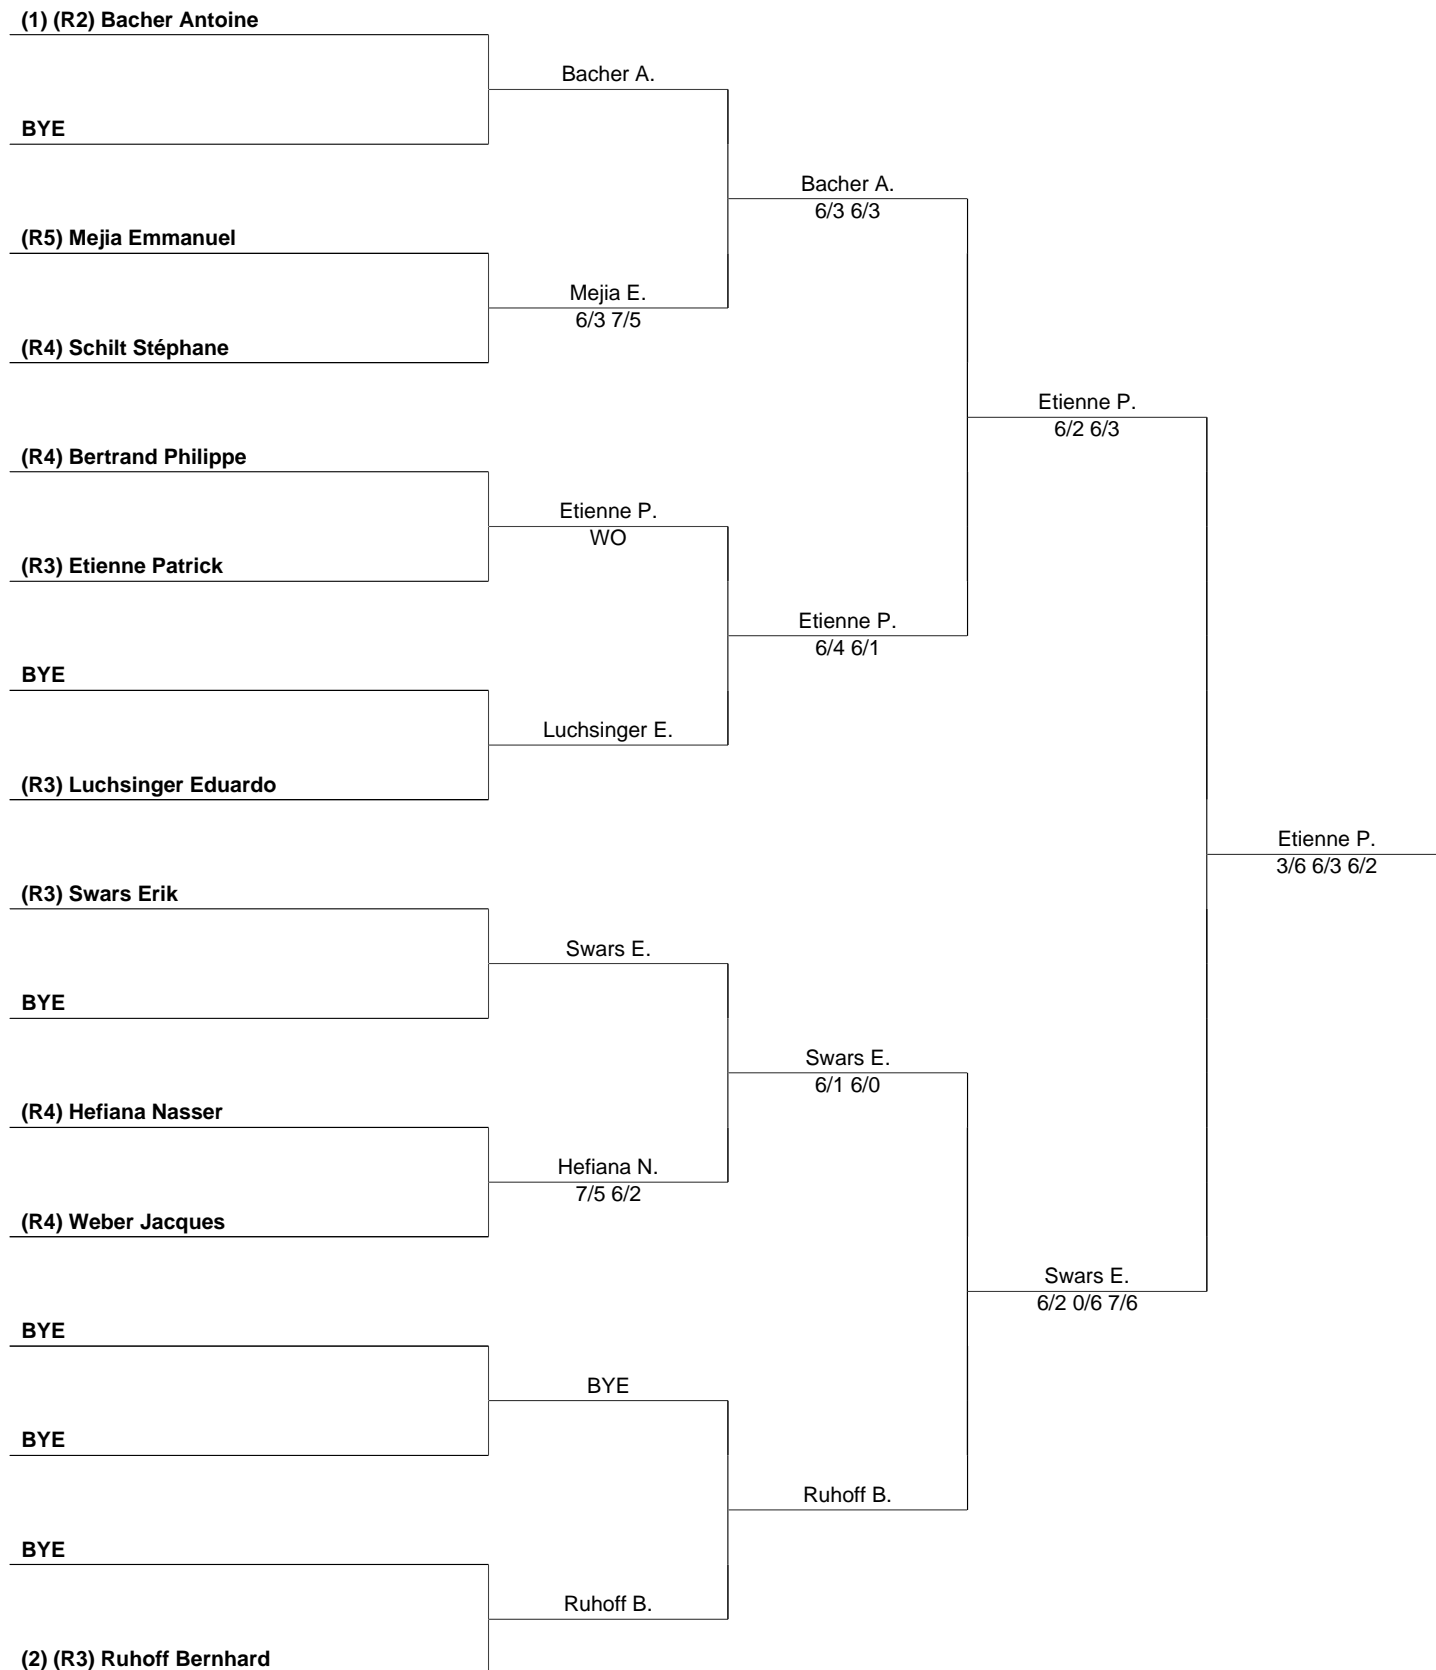 (1) (R2) Bacher Antoine
Bacher A.
BYE
Bacher A.
6/3 6/3
(R5) Mejia Emmanuel
Mejia E.
6/3 7/5
(R4) Schilt Stéphane
Etienne P.
6/2 6/3
(R4) Bertrand Philippe
Etienne P.
WO
(R3) Etienne Patrick
Etienne P.
6/4 6/1
BYE
Luchsinger E.
(R3) Luchsinger Eduardo
Etienne P.
3/6 6/3 6/2
(R3) Swars Erik
Swars E.
BYE
Swars E.
6/1 6/0
(R4) Hefiana Nasser
Hefiana N.
7/5 6/2
(R4) Weber Jacques
Swars E.
6/2 0/6 7/6
BYE
BYE
BYE
Ruhoff B.
BYE
Ruhoff B.
(2) (R3) Ruhoff Bernhard